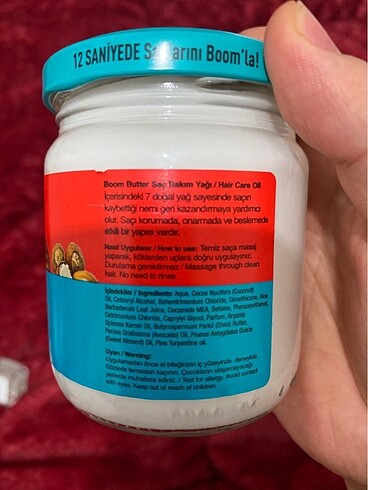 12 SANİYEDE Saçlarını Boom'la!
Boom Butter Saç Bakım Yağı / Hair Care Oil
İçerisindeki 7 doğal yağ sayesinde saçın
kaybettiği nemi geri kazandırmaya yardımcı
olur. Saçı korumada, onarmada ve beslemede
etkili bir yapısı vardır.
Nasıl Uygulanır / How to use: Temiz saça masaj
yaparak, köklerden uçlara doğru uygulayınız.
Durulama gerektirmez / Massage through clean
hair. No need to rinse.
İçindekiler / Ingredients: Aqua, Cocos Nucifera (Coconut)
Oil, Cetearyl Alcohol, Behentrimonium Chloride, Dimethicone, Aloe
Barbadensis Leaf Juice, Cocamide MEA, Betaine, Phenoxyethanol
Cetrimonium Chloride, Caprylyl Glycol, Parfum, Argania
Spinosa Kernel Oil, Butyrospermum Parkii (Shea) Butter,
Persea Gratissima (Avocado) Oil, Prunus Amygdalus Dulcis
(Sweet Almond) Oil, Pine Turpentine oil.
Uyarı / Warning:
Uygulamadan önce el bileğinizin iç yüzeyinde deneyiniz.
Gözlerle temastan kaçının. Çocukların ulaşamayacağı
yerlerde muhafaza ediniz. / Test for allergy. Avoid contact
with eyes. Keep out of reach of children.